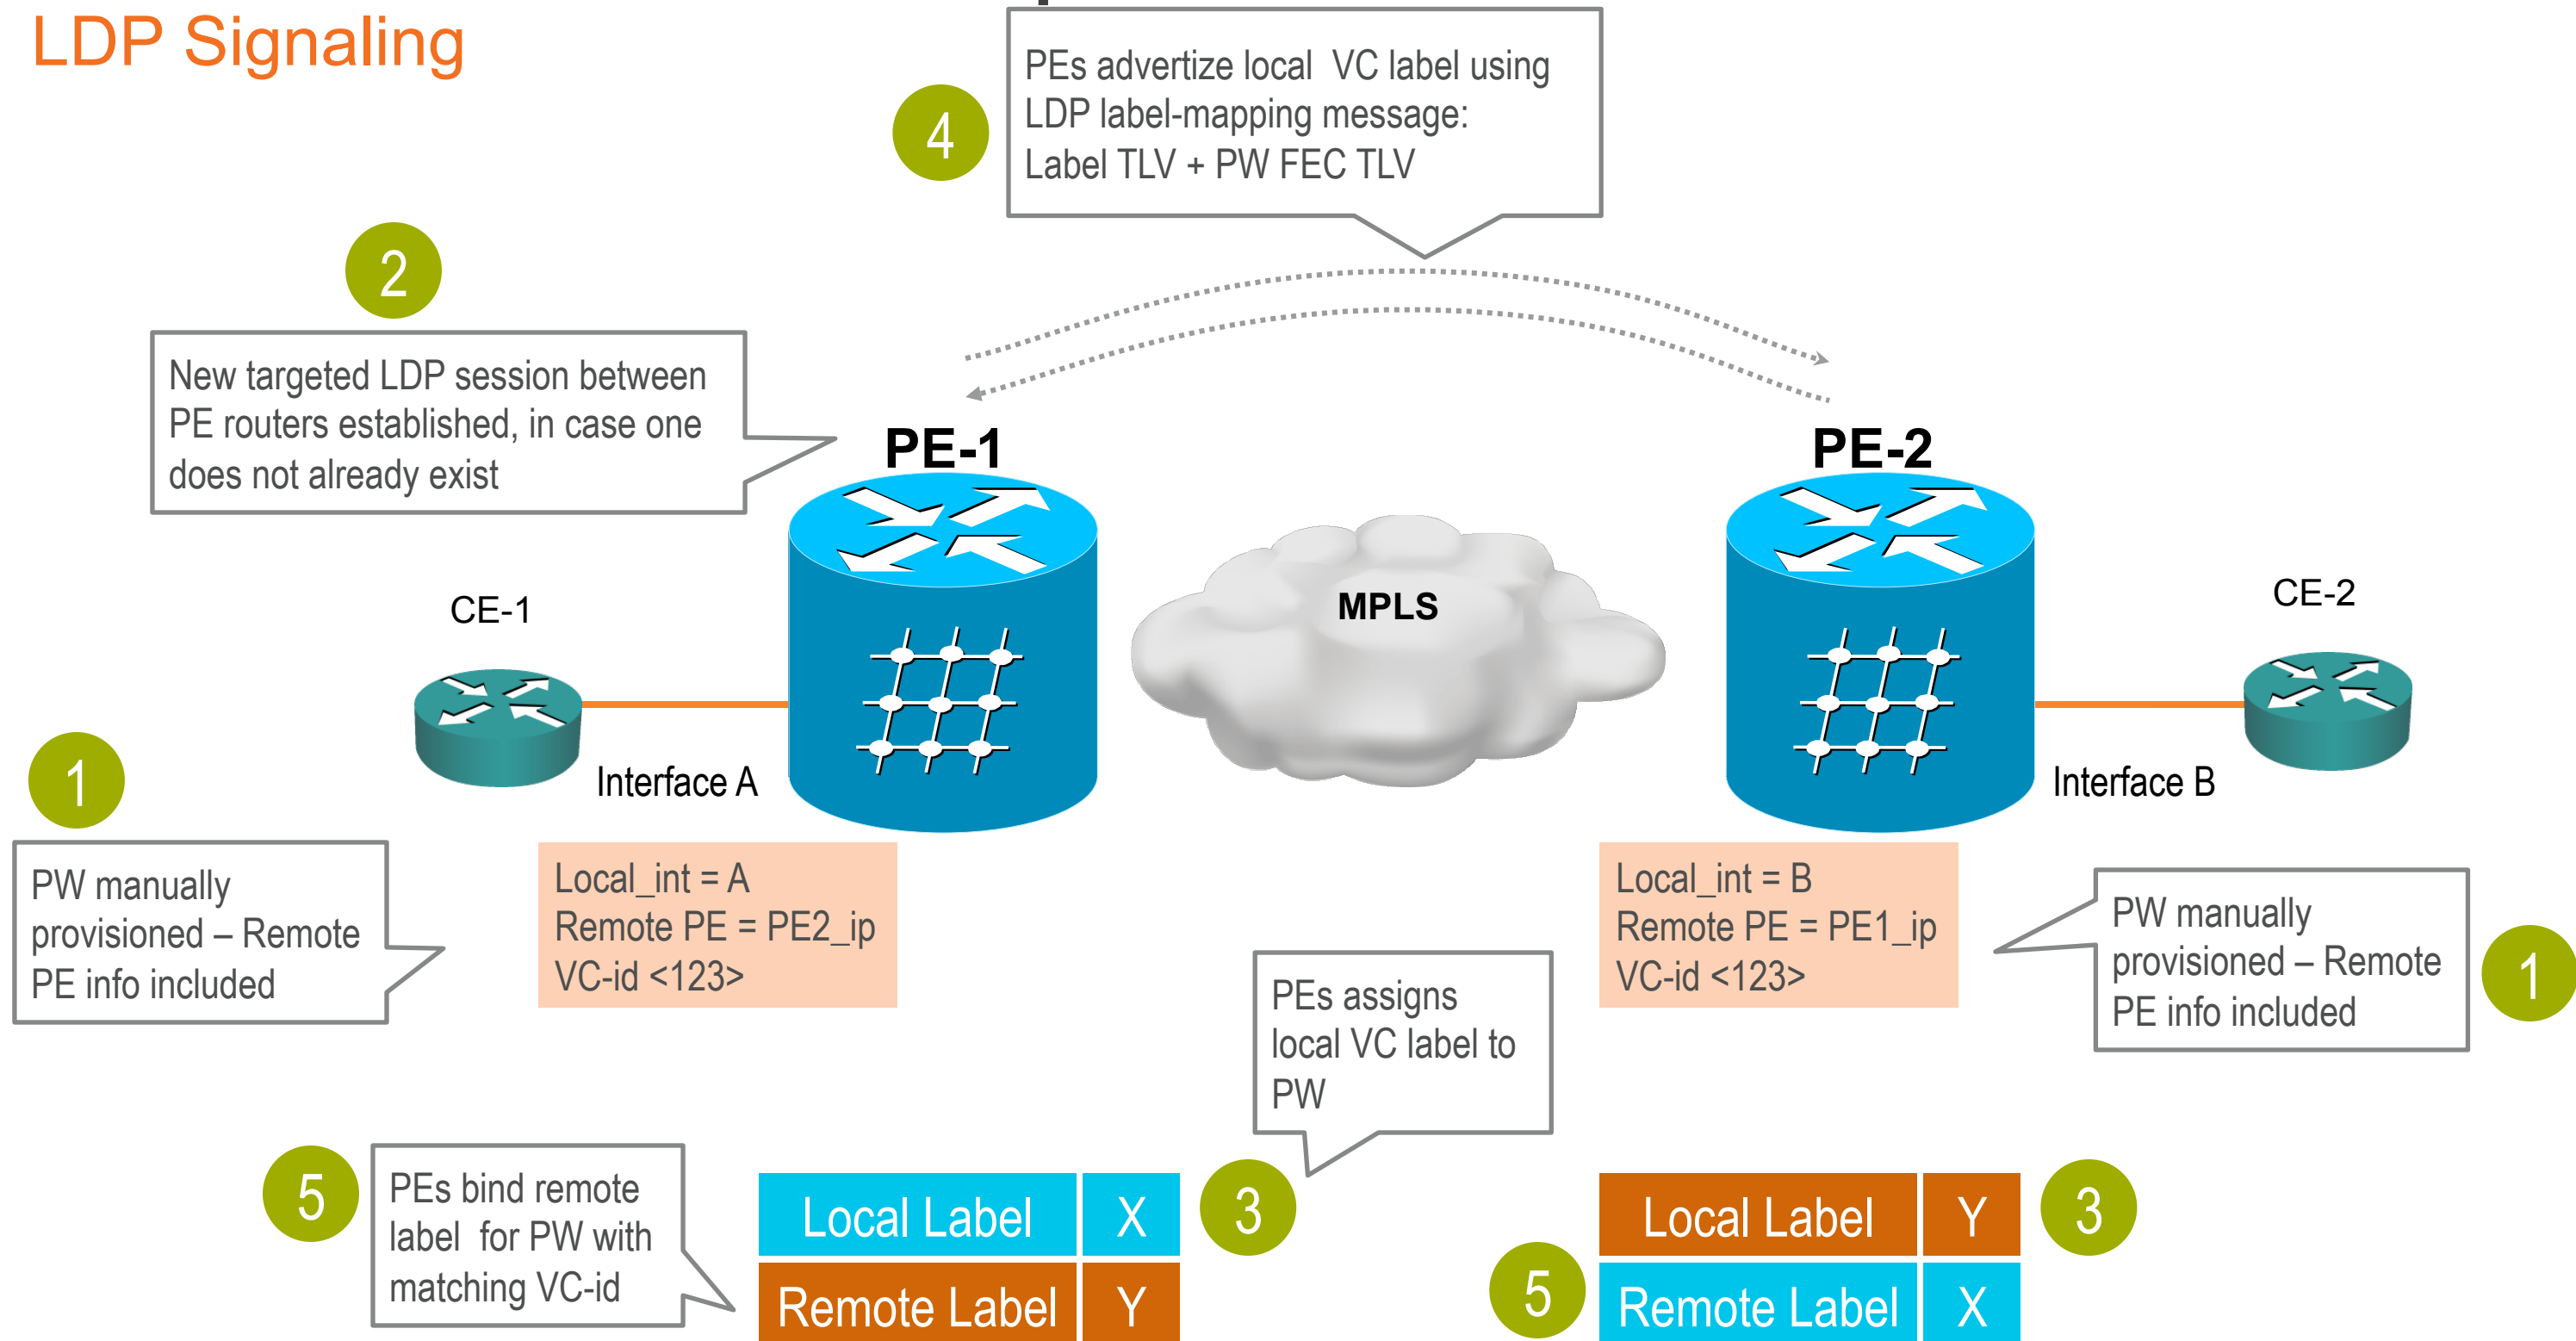 LDP Signaling
4
PEs advertize local VC label using
LDP label-mapping message:
Label TLV + PW FEC TLV
2
New targeted LDP session between
PE routers established, in case one
does not already exist
PE-1
PE-2
CE-1
MPLS
CE-2
Interface A
Interface B
1
PW manually
provisioned – Remote
PE info included
Local_int = A
Remote PE = PE2_ip
VC-id <123>
Local_int = B
Remote PE = PE1_ip
VC-id <123>
PW manually
provisioned – Remote
PE info included
1
PEs assigns
local VC label to
PW
5
PEs bind remote
label for PW with
matching VC-id
Local Label X
3
Remote Label Y
Local Label Y
3
5
Remote Label X